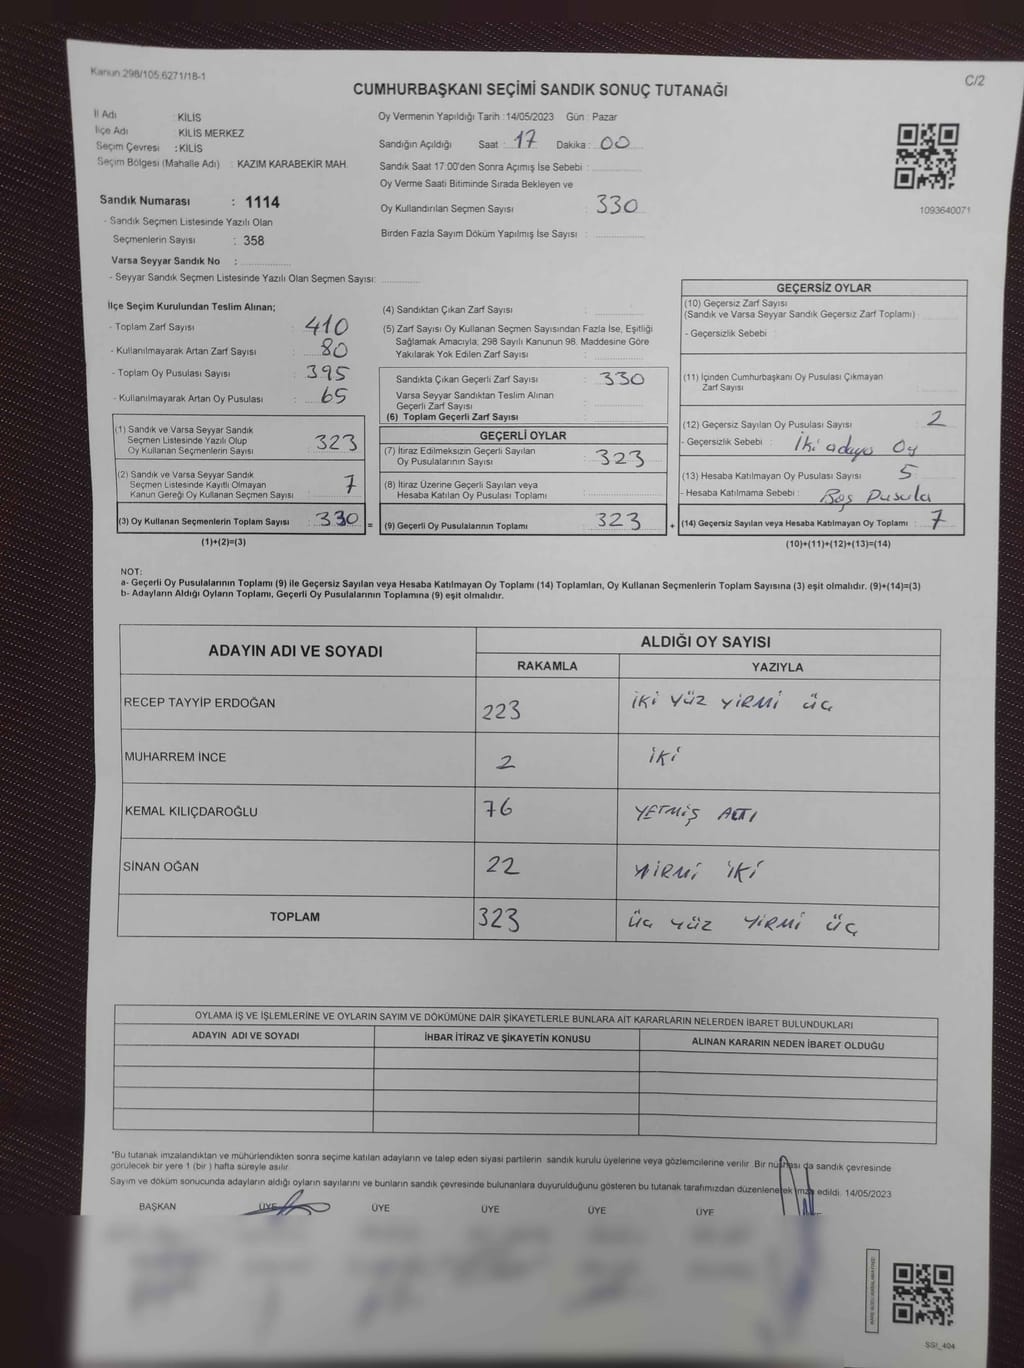 Kanun.298/105.6271/18-1
C/2
CUMHURBAŞKANI SEÇİMİ SANDIK SONUÇ TUTANAĞI
İl Adı : KİLİS
İlçe Adı : KİLİS MERKEZ
Seçim Çevresi : KİLİS
Seçim Bölgesi (Mahalle Adı) : KAZIM KARABEKİR MAH.
Sandık Numarası : 1114
- Sandık Seçmen Listesinde Yazılı Olan
Seçmenlerin Sayısı : 358
Varsa Seyyar Sandık No :
- Seyyar Sandık Seçmen Listesinde Yazılı Olan Seçmen Sayısı:
Oy Vermenin Yapıldığı Tarih : 14/05/2023 Gün : Pazar
Sandığın Açıldığı Saat : 17 Dakika : 00
Sandık Saat 17:00'den Sonra Açımış İse Sebebi :
Oy Verme Saati Bitiminde Sırada Bekleyen ve
Oy Kullandırılan Seçmen Sayısı : 330
Birden Fazla Sayım Döküm Yapılmış İse Sayısı :
1093640071
İlçe Seçim Kurulundan Teslim Alınan;
- Toplam Zarf Sayısı : 410
- Kullanılmayarak Artan Zarf Sayısı : 80
- Toplam Oy Pusulası Sayısı : 395
- Kullanılmayarak Artan Oy Pusulası : 65
(1) Sandık ve Varsa Seyyar Sandık
Seçmen Listesinde Yazılı Olup
Oy Kullanan Seçmenlerin Sayısı : 323
(2) Sandık ve Varsa Seyyar Sandık
Seçmen Listesinde Kayıtlı Olmayan
Kanun Gereği Oy Kullanan Seçmen Sayısı : 7
(3) Oy Kullanan Seçmenlerin Toplam Sayısı : 330 =
(1)+(2)=(3)
(4) Sandıktan Çıkan Zarf Sayısı :
(5) Zarf Sayısı Oy Kullanan Seçmen Sayısından Fazla İse, Eşitliği
Sağlamak Amacıyla; 298 Sayılı Kanunun 98. Maddesine Göre
Yakılarak Yok Edilen Zarf Sayısı :
Sandıkta Çıkan Geçerli Zarf Sayısı : 330
Varsa Seyyar Sandıktan Teslim Alınan
Geçerli Zarf Sayısı :
(6) Toplam Geçerli Zarf Sayısı :
GEÇERLİ OYLAR
(7) İtiraz Edilmeksizin Geçerli Sayılan
Oy Pusulalarının Sayısı : 323
(8) İtiraz Üzerine Geçerli Sayılan veya
Hesaba Katılan Oy Pusulası Toplamı :
(9) Geçerli Oy Pusulalarının Toplamı : 323 +
GEÇERSİZ OYLAR
(10) Geçersiz Zarf Sayısı
(Sandık ve Varsa Seyyar Sandık Geçersiz Zarf Toplamı) :
- Geçersizlik Sebebi :
(11) İçinden Cumhurbaşkanı Oy Pusulası Çıkmayan
Zarf Sayısı :
(12) Geçersiz Sayılan Oy Pusulası Sayısı : 2
- Geçersizlik Sebebi : İki adaya Oy
(13) Hesaba Katılmayan Oy Pusulası Sayısı : 5
- Hesaba Katılmama Sebebi : Boş Pusula
(14) Geçersiz Sayılan veya Hesaba Katılmayan Oy Toplamı : 7
(10)+(11)+(12)+(13)=(14)
NOT:
a- Geçerli Oy Pusulalarının Toplamı (9) ile Geçersiz Sayılan veya Hesaba Katılmayan Oy Toplamı (14) Toplamları, Oy Kullanan Seçmenlerin Toplam Sayısına (3) eşit olmalıdır. (9)+(14)=(3)
b- Adayların Aldığı Oyların Toplamı, Geçerli Oy Pusulalarının Toplamına (9) eşit olmalıdır.
ADAYIN ADI VE SOYADI
ALDIĞI OY SAYISI
RAKAMLA YAZIYLA
RECEP TAYYİP ERDOĞAN 223 İKİ YÜZ YİRMİ ÜÇ
MUHARREM İNCE 2 İKİ
KEMAL KILIÇDAROĞLU 76 YETMİŞ ALTI
SİNAN OĞAN 22 YİRMİ İKİ
TOPLAM 323 ÜÇ YÜZ YİRMİ ÜÇ
OYLAMA İŞ VE İŞLEMLERİNE VE OYLARIN SAYIM VE DÖKÜMÜNE DAİR ŞİKAYETLERLE BUNLARA AİT KARARLARIN NELERDEN İBARET BULUNDUKLARI
ADAYIN ADI VE SOYADI İHBAR İTİRAZ VE ŞİKAYETİN KONUSU ALINAN KARARIN NEDEN İBARET OLDUĞU
*Bu tutanak imzalandıktan ve mühürlendikten sonra seçime katılan adayların ve talep eden siyasi partilerin sandık kurulu üyelerine veya gözlemcilerine verilir. Bir nüshası da sandık çevresinde
görülecek bir yere 1 (bir ) hafta süreyle asılır.
Sayım ve döküm sonucunda adayların aldığı oyların sayılarını ve bunların sandık çevresinde bulunanlara duyurulduğunu gösteren bu tutanak tarafımızdan düzenlenerek imza edildi. 14/05/2023
BAŞKAN ÜYE ÜYE ÜYE ÜYE ÜYE
SSI_404